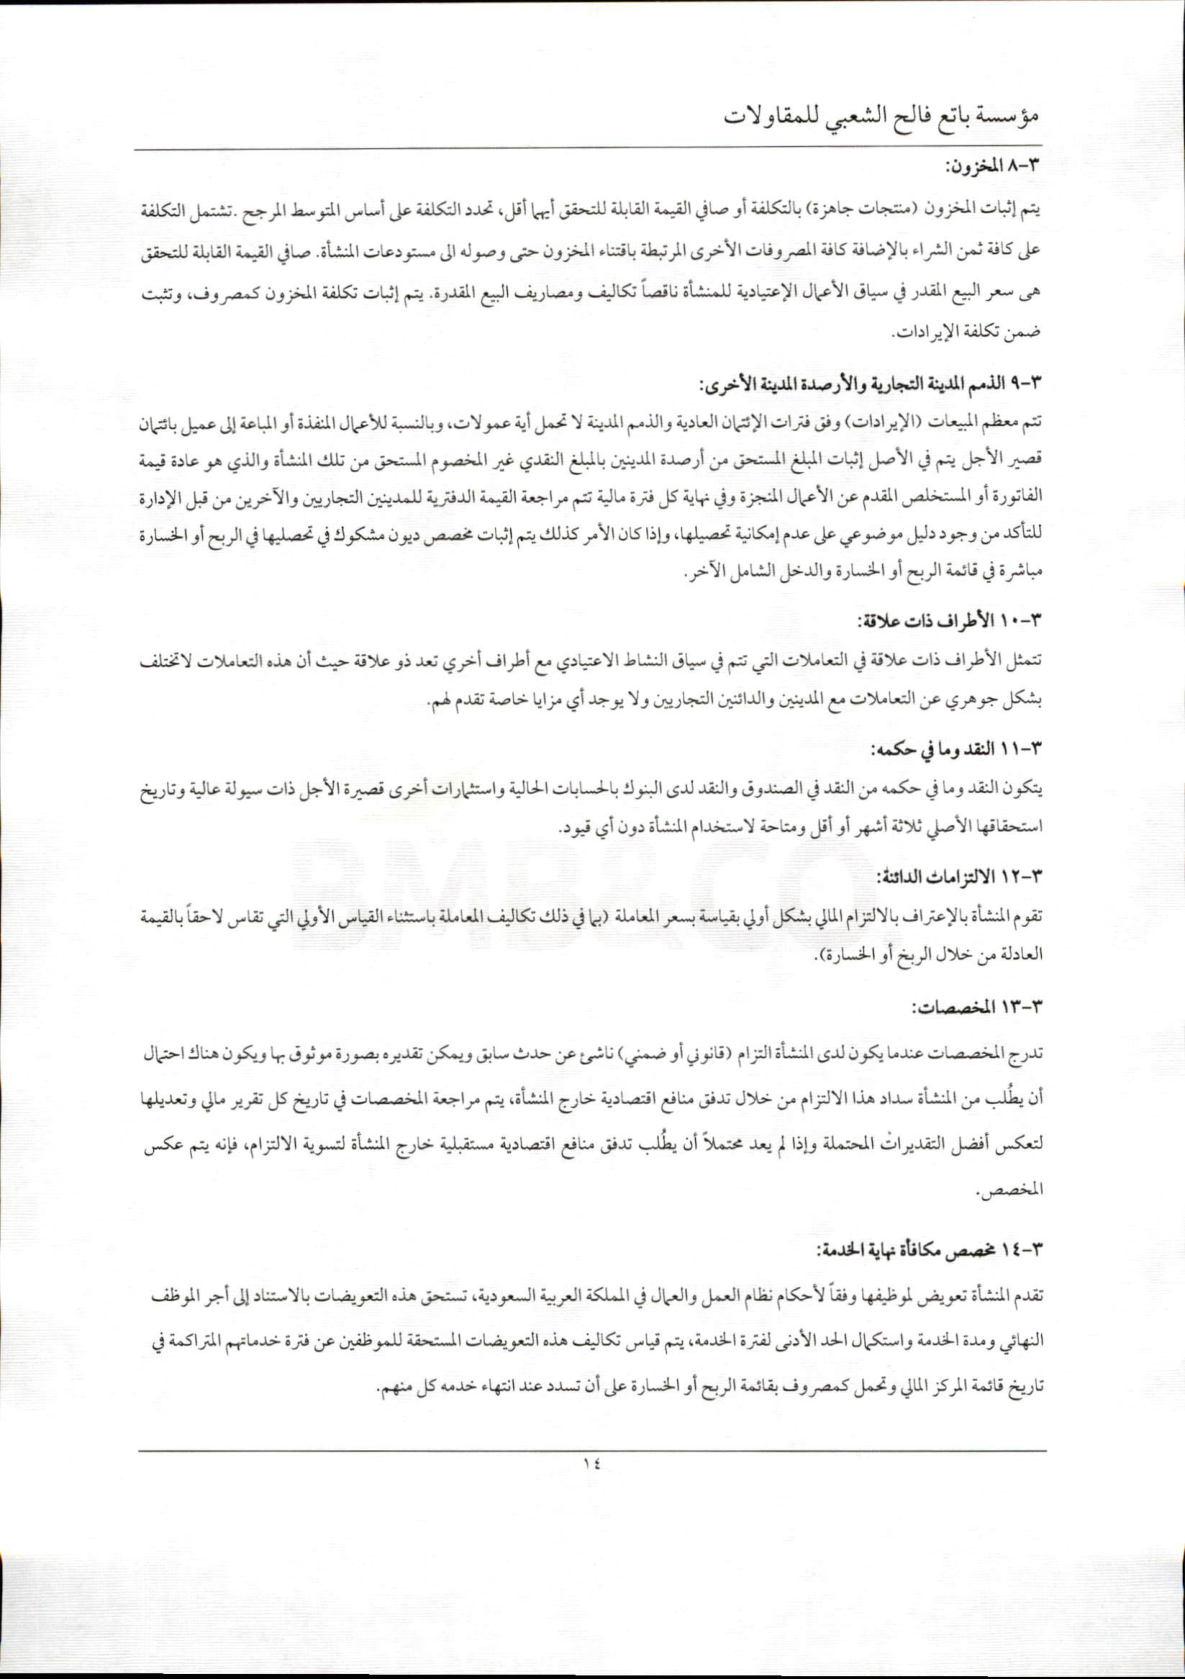 مؤسسة باتع فالح الشعبي للمقاولات
٣-٨ المخزون:
يتم إثبات المخزون (منتجات جاهزة) بالتكلفة أو صافي القيمة القابلة للتحقق أيهما أقل، تحدد التكلفة على أساس المتوسط المرجح .تشتمل التكلفة
على كافة ثمن الشراء بالإضافة كافة المصروفات الأخرى المرتبطة باقتناء المخزون حتى وصوله الى مستودعات المنشأة. صافي القيمة القابلة للتحقق
هى سعر البيع المقدر في سياق الأعمال الإعتيادية للمنشأة ناقصاً تكاليف ومصاريف البيع المقدرة. يتم إثبات تكلفة المخزون كمصروف، وتثبت
ضمن تكلفة الإيرادات.
٣-٩ الذمم المدينة التجارية والأرصدة المدينة الأخرى:
تتم معظم المبيعات (الإيرادات) وفق فترات الإئتمان العادية والذمم المدينة لا تحمل أية عمولات، وبالنسبة للأعمال المنفذة أو المباعة إلى عميل بائتمان
قصير الأجل يتم في الأصل إثبات المبلغ المستحق من أرصدة المدينين بالمبلغ النقدي غير المخصوم المستحق من تلك المنشأة والذي هو عادة قيمة
الفاتورة أو المستخلص المقدم عن الأعمال المنجزة وفي نهاية كل فترة مالية تتم مراجعة القيمة الدفترية للمدينين التجاريين والآخرين من قبل الإدارة
للتأكد من وجود دليل موضوعي على عدم إمكانية تحصيلها، وإذا كان الأمر كذلك يتم إثبات مخصص ديون مشكوك في تحصليها في الربح أو الخسارة
مباشرة في قائمة الربح أو الخسارة والدخل الشامل الآخر.
٣-١٠ الأطراف ذات علاقة:
تتمثل الأطراف ذات علاقة في التعاملات التي تتم في سياق النشاط الاعتيادي مع أطراف أخري تعد ذو علاقة حيث أن هذه التعاملات لاتختلف
بشكل جوهري عن التعاملات مع المدينين والدائنين التجاريين ولا يوجد أي مزايا خاصة تقدم لهم.
٣-١١ النقد وما في حكمه:
يتكون النقد وما في حكمه من النقد في الصندوق والنقد لدى البنوك بالحسابات الحالية واستثمارات أخرى قصيرة الأجل ذات سيولة عالية وتاريخ
استحقاقها الأصلي ثلاثة أشهر أو أقل ومتاحة لاستخدام المنشأة دون أي قيود.
٣-١٢ الالتزامات الدائنة:
تقوم المنشأة بالإعتراف بالالتزام المالي بشكل أولي بقياسة بسعر المعاملة (بما في ذلك تكاليف المعاملة باستثناء القياس الأولي التي تقاس لاحقاً بالقيمة
العادلة من خلال الربخ أو الخسارة).
٣-١٣ المخصصات:
تدرج المخصصات عندما يكون لدى المنشأة التزام (قانوني أو ضمني) ناشئ عن حدث سابق ويمكن تقديره بصورة موثوق بها ويكون هناك احتمال
أن يطُلب من المنشأة سداد هذا الالتزام من خلال تدفق منافع اقتصادية خارج المنشأة، يتم مراجعة المخصصات في تاريخ كل تقرير مالي وتعديلها
لتعكس أفضل التقديرات المحتملة وإذا لم يعد محتملاً أن يطُلب تدفق منافع اقتصادية مستقبلية خارج المنشأة لتسوية الالتزام، فإنه يتم عكس
المخصص.
٣-١٤ مخصص مكافأة نهاية الخدمة:
تقدم المنشأة تعويض لموظيفها وفقاً لأحكام نظام العمل والعمال في المملكة العربية السعودية، تستحق هذه التعويضات بالاستناد إلى أجر الموظف
النهائي ومدة الخدمة واستكمال الحد الأدنى لفترة الخدمة، يتم قياس تكاليف هذه التعويضات المستحقة للموظفين عن فترة خدماتهم المتراكمة في
تاريخ قائمة المركز المالي وتحمل كمصروف بقائمة الربح أو الخسارة على أن تسدد عند انتهاء خدمه كل منهم.
١٤